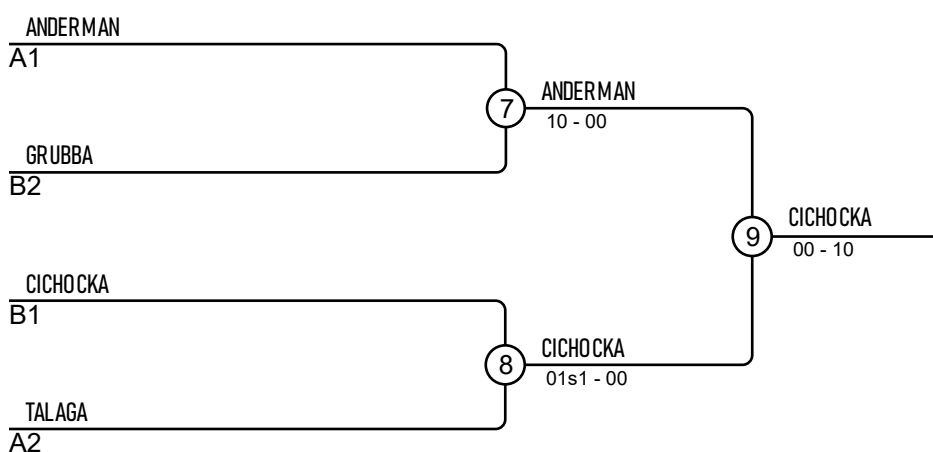 ANDERMAN
A1
7
ANDERMAN
10 - 00
GRUBBA
B2
9
CICHOCKA
00 - 10
CICHOCKA
B1
8
CICHOCKA
01s1 - 00
TALAGA
A2